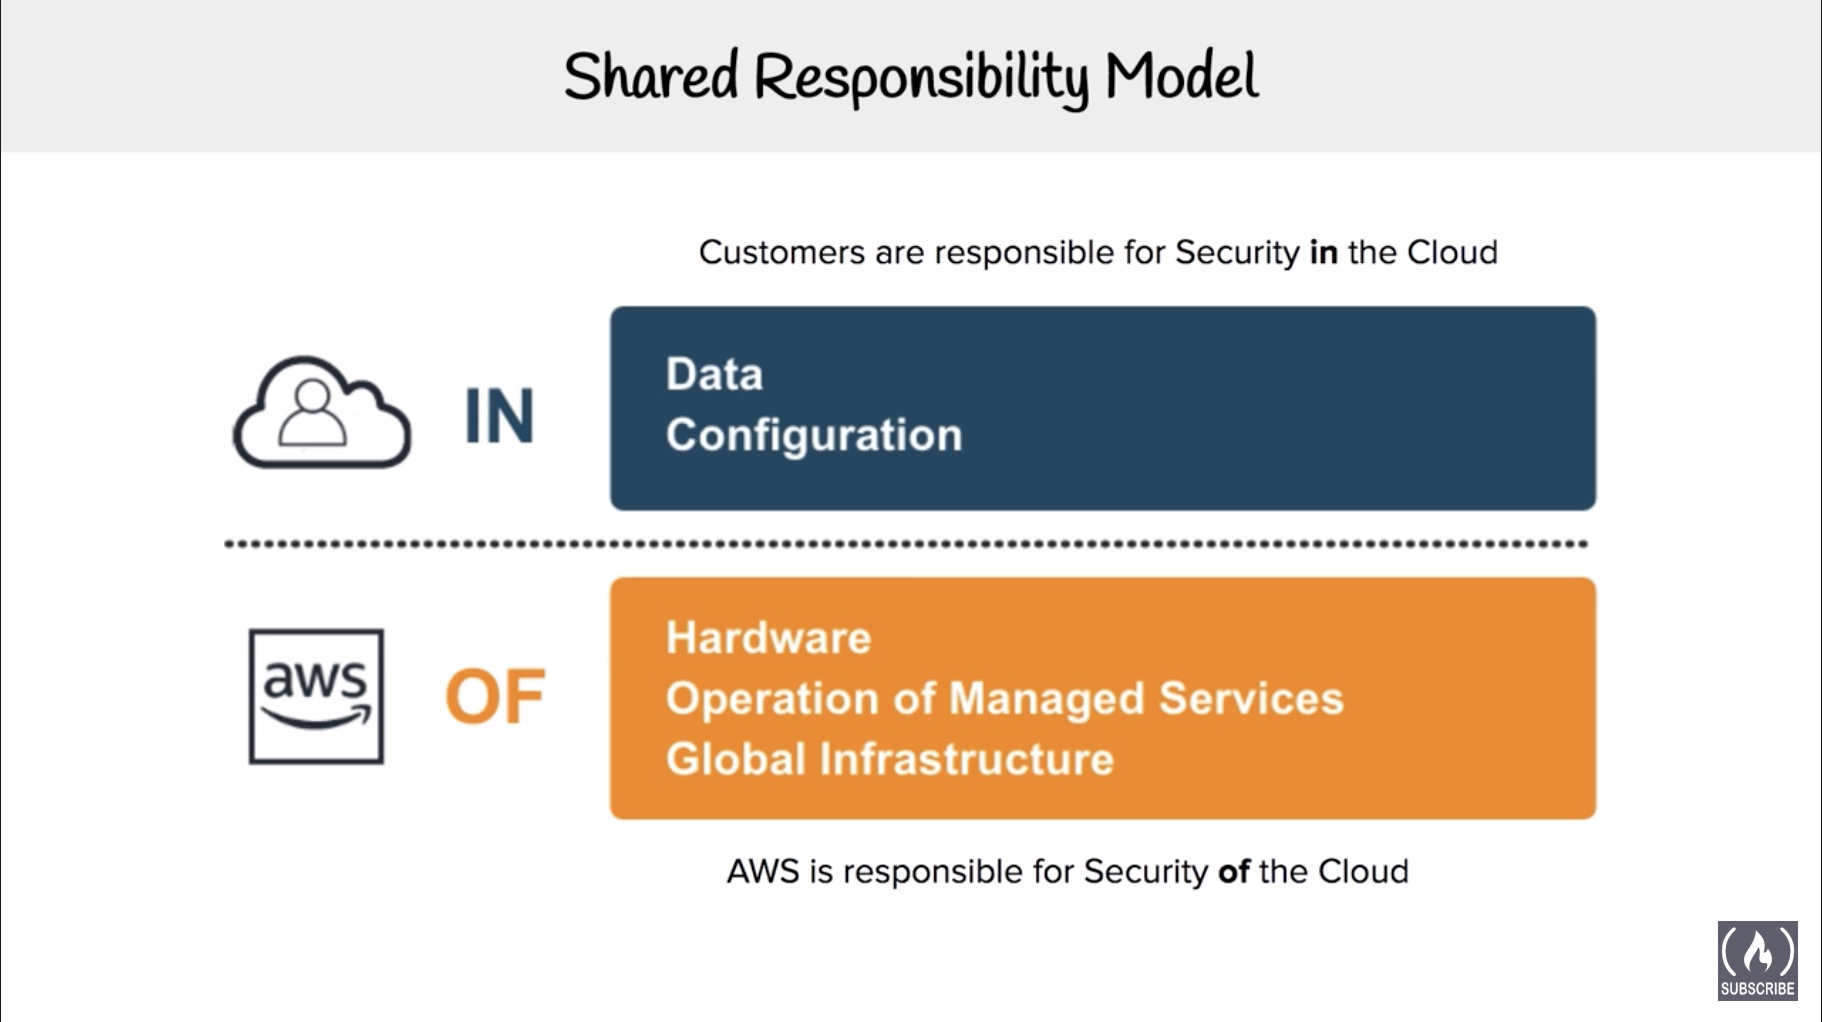 Shared Responsibility Model
Customers are responsible for Security in the Cloud
IN
Data
Configuration
aws
OF
Hardware
Operation of Managed Services
Global Infrastructure
AWS is responsible for Security of the Cloud
SUBSCRIBE